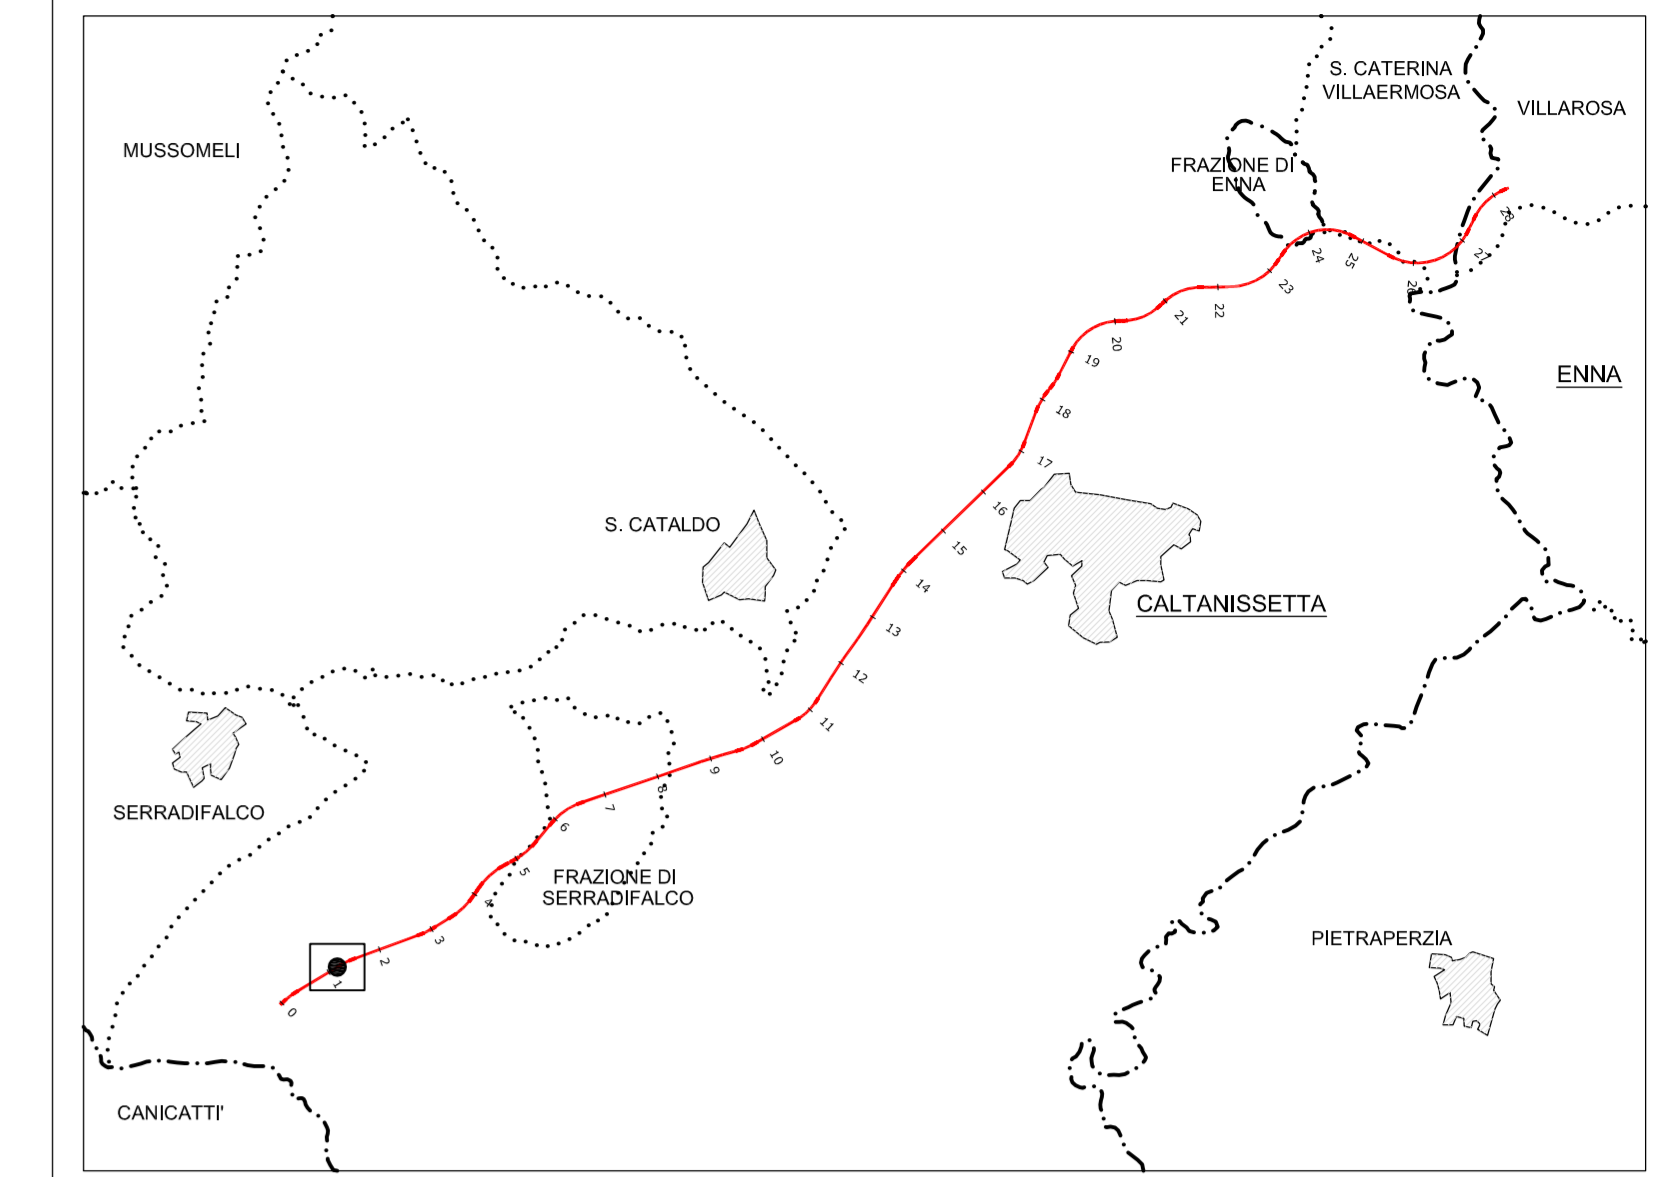 S. CATERINA
VILLAERMOSA
VILLAROSA
MUSSOMELI
FRAZIONE DI
ENNA
ENNA
S. CATALDO
CALTANISSETTA
SERRADIFALCO
FRAZIONE DI
SERRADIFALCO
PIETRAPERZIA
CANICATTI'
0
1
2
3
4
5
6
7
8
9
10
11
12
13
14
15
16
17
18
19
20
21
22
23
24
25
26
27
28